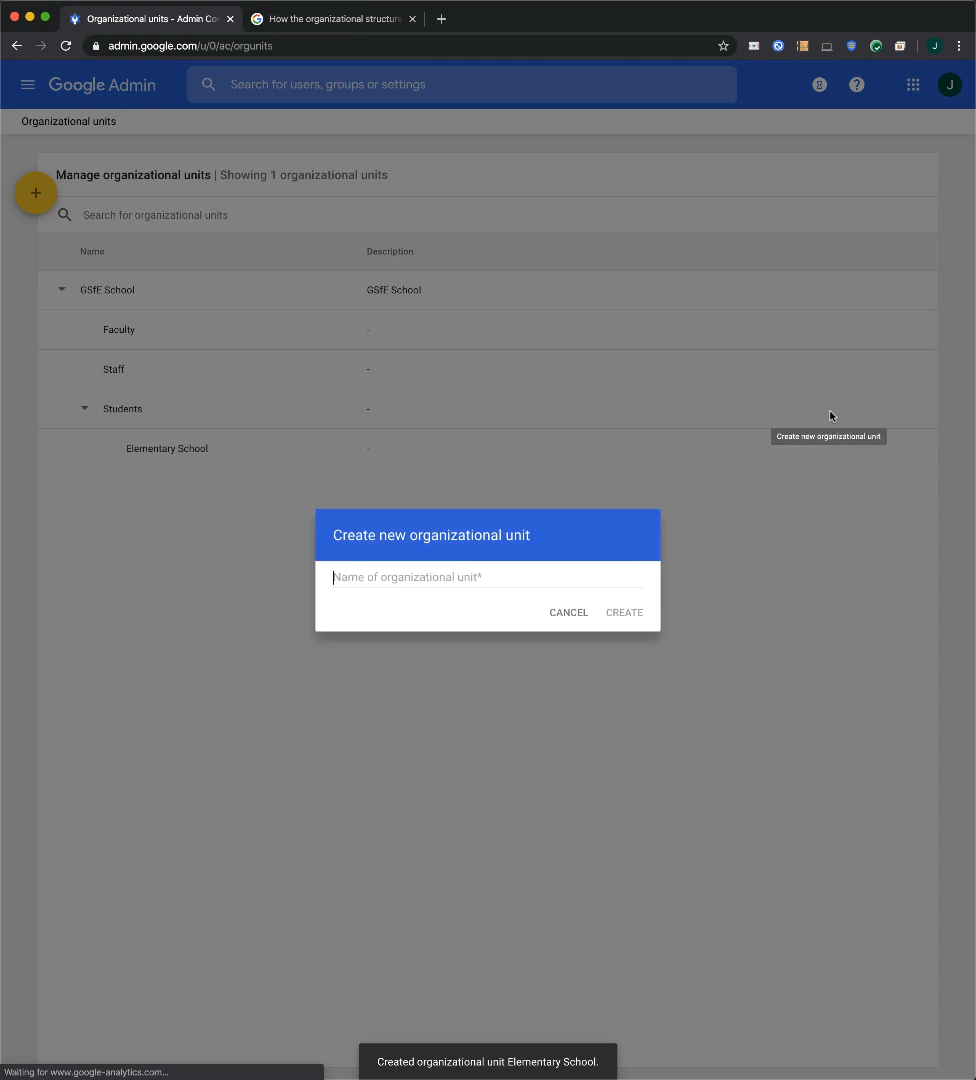 Organizational units - Admin Co
How the organizational structure
admin.google.com/u/0/ac/orgunits
J
Google Admin
Search for users, groups or settings
J
Organizational units
Manage organizational units | Showing 1 organizational units
+
Search for organizational units
Name Description
GSfE School GSfE School
Faculty -
Staff -
Students -
Create new organizational unit
Elementary School -
Create new organizational unit
Name of organizational unit*
CANCEL CREATE
Created organizational unit Elementary School.
Waiting for www.google-analytics.com...